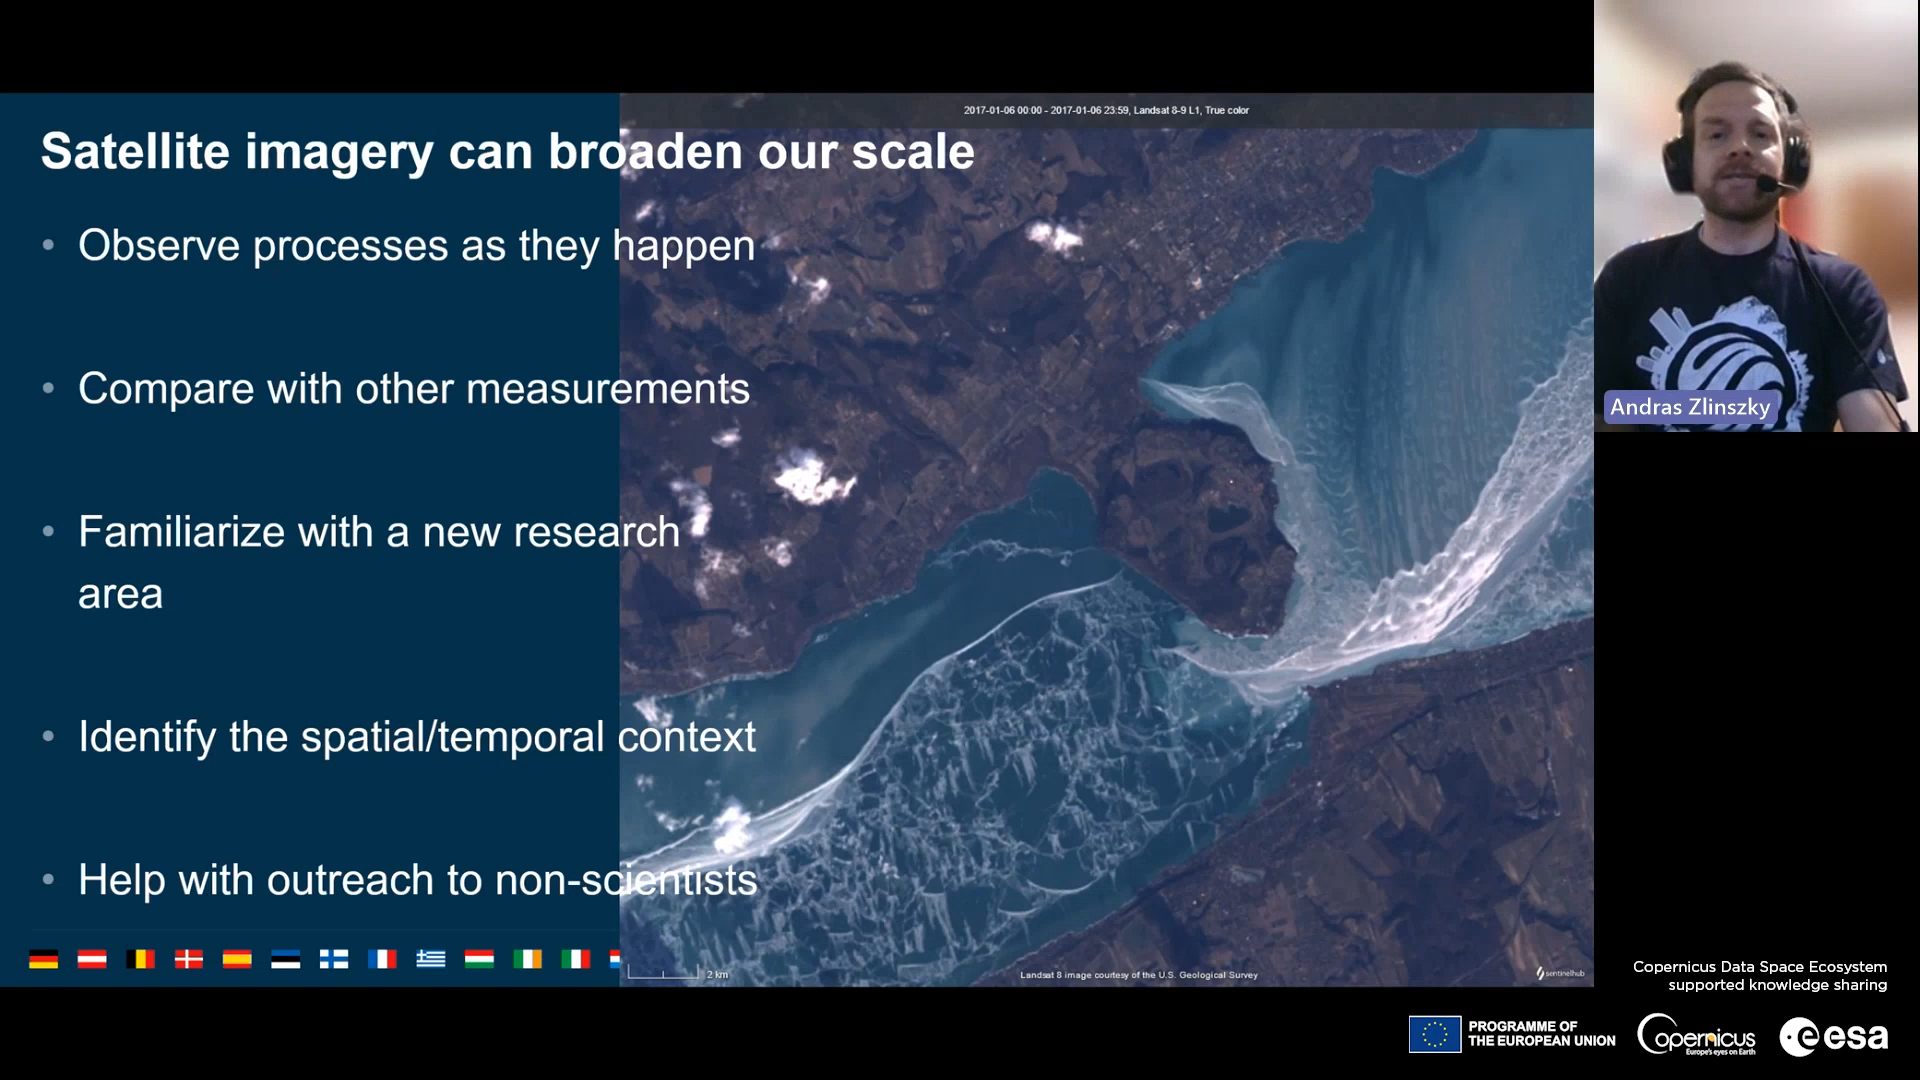 2017-01-06 00:00 - 2017-01-06 23:59, Landsat 8-9 L1, True color
Satellite imagery can broaden our scale
• Observe processes as they happen
• Compare with other measurements
• Familiarize with a new research
area
• Identify the spatial/temporal context
• Help with outreach to non-scientists
2 km
Landsat 8 image courtesy of the U.S. Geological Survey
sentinelhub
Andras Zlinszky
Copernicus Data Space Ecosystem
supported knowledge sharing
PROGRAMME OF
THE EUROPEAN UNION
Copernicus
Europe's eyes on Earth
esa